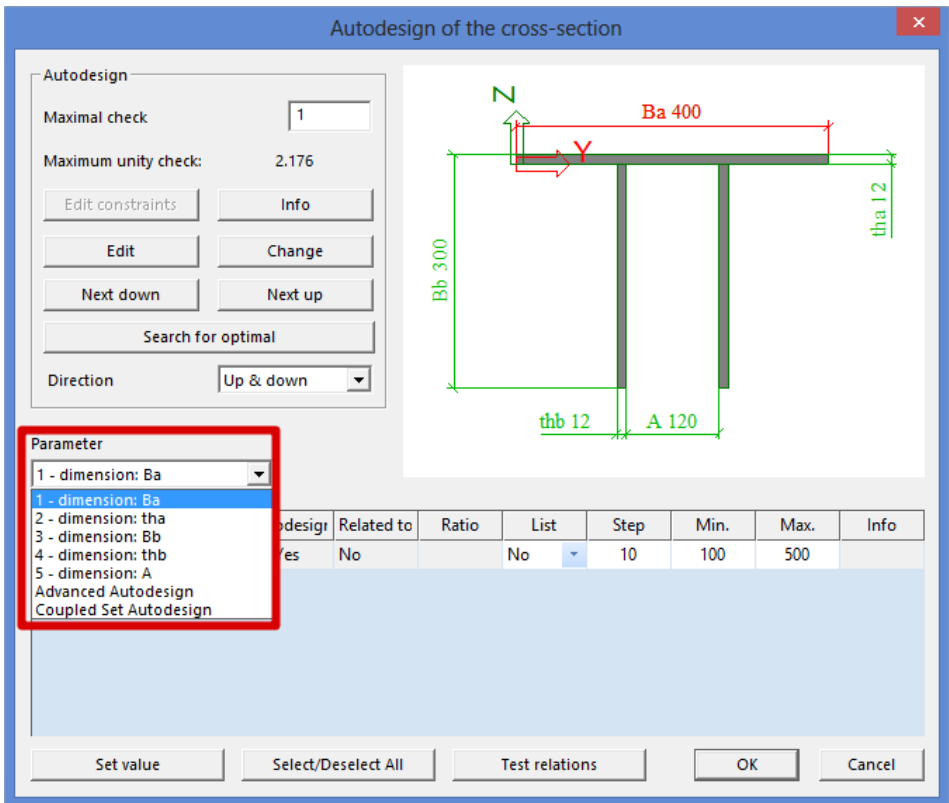 Autodesign of the cross-section
Autodesign
Maximal check 1
Maximum unity check: 2.176
Edit constraints Info
Edit Change
Next down Next up
Search for optimal
Direction Up & down
N
Y
Ba 400
tha 12
Bb 300
thb 12 A 120
Parameter
1 - dimension: Ba
1 - dimension: Ba
2 - dimension: tha
3 - dimension: Bb
4 - dimension: thb
5 - dimension: A
Advanced Autodesign
Coupled Set Autodesign
Related to Ratio List Step Min. Max. Info
No No 10 100 500
Set value Select/Deselect All Test relations OK Cancel